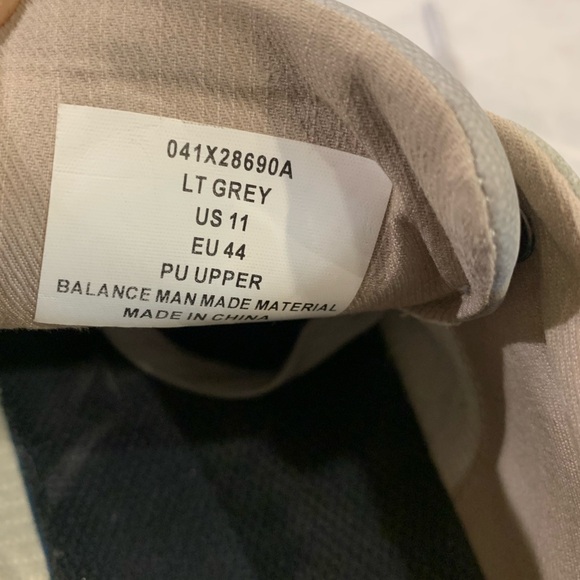 041X28690A
LT GREY
US 11
EU 44
PU UPPER
BALANCE MAN MADE MATERIAL
MADE IN CHINA